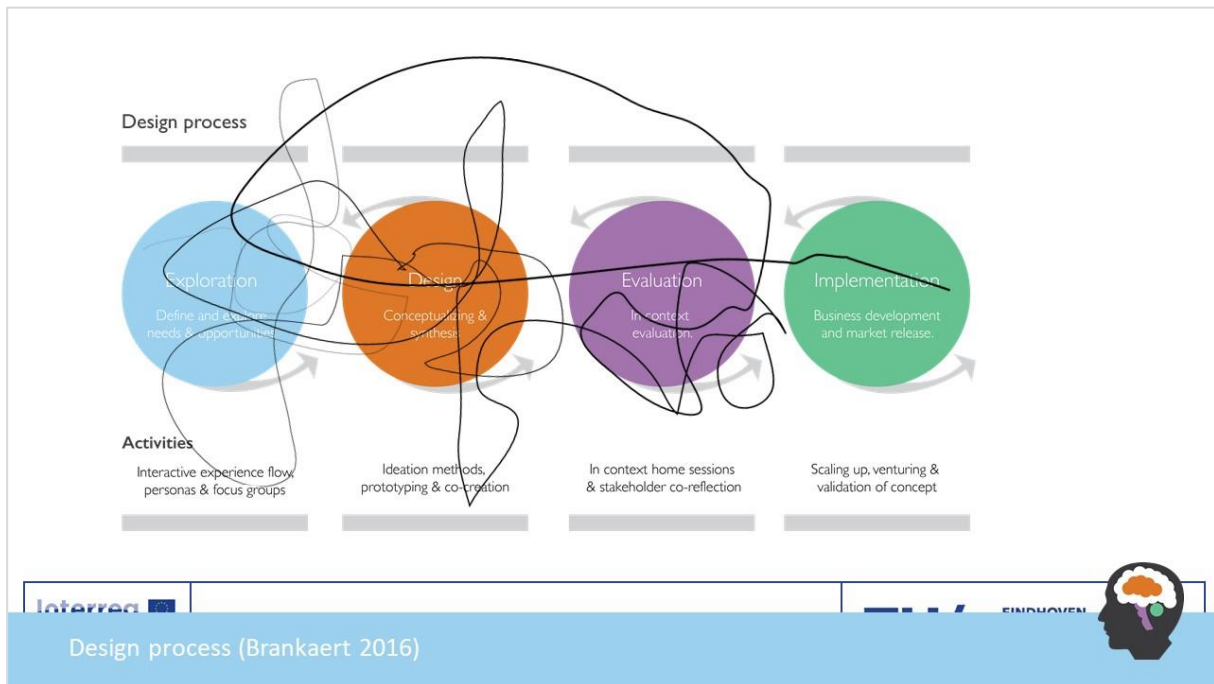 Design process
Exploration
Define and explore
needs & opportunities
Design
Conceptualizing &
synthesis
Evaluation
In context
evaluation.
Implementation
Business development
and market release.
Activities
Interactive experience flow,
personas & focus groups
Ideation methods,
prototyping & co-creation
In context home sessions
& stakeholder co-reflection
Scaling up, venturing &
validation of concept
Interreg
EINDHOVEN
Design process (Brankaert 2016)